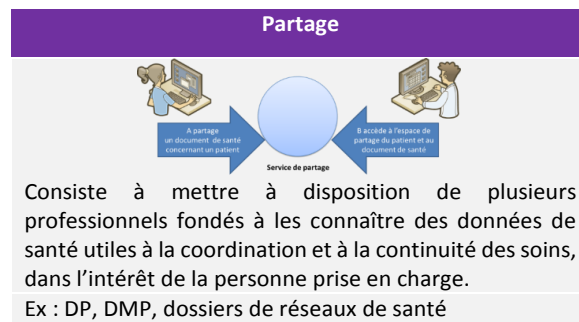 Partage
A partage
un document de santé
concernant un patient
B accède à l'espace de
partage du patient et au
document de santé
Service de partage
Consiste à mettre à disposition de plusieurs
professionnels fondés à les connaître des données de
santé utiles à la coordination et à la continuité des soins,
dans l’intérêt de la personne prise en charge.
Ex : DP, DMP, dossiers de réseaux de santé